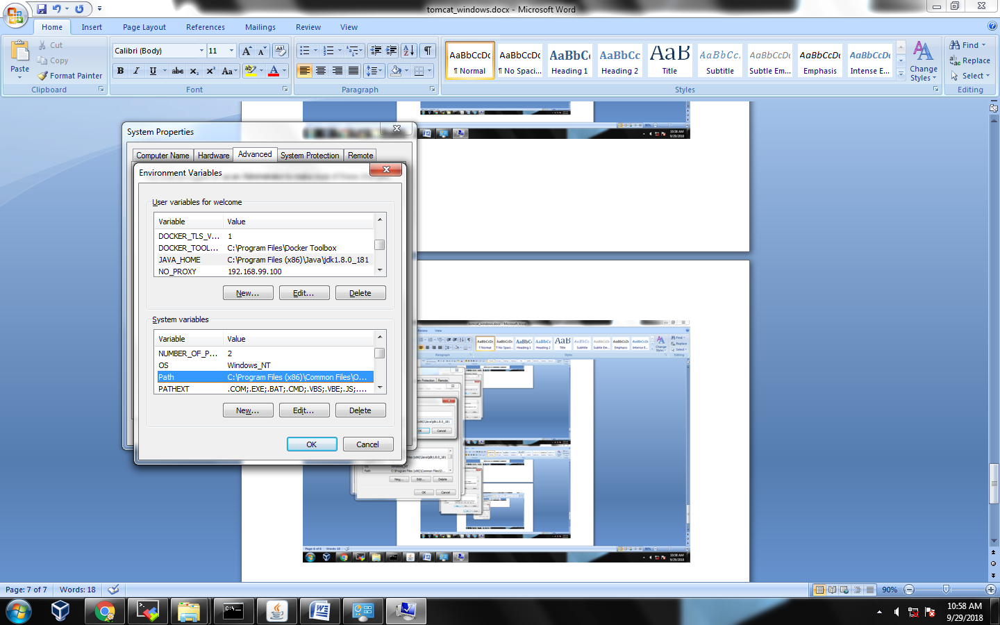 tomcat_windows.docx - Microsoft Word
Home Insert Page Layout References Mailings Review View
Paste
Cut
Copy
Format Painter
Clipboard
Calibri (Body) 11
Font
Paragraph
AaBbCcDc AaBbCcDc AaBbCc AaBbCc AaB AaBbCc. AaBbCcDc AaBbCcDc AaBbCcDc
¶ Normal ¶ No Spaci... Heading 1 Heading 2 Title Subtitle Subtle Em... Emphasis Intense E...
Change
Styles
Styles
Find
Replace
Select
Editing
System Properties
Computer Name Hardware Advanced System Protection Remote
Environment Variables
User variables for welcome
Variable Value
DOCKER_TLS_V... 1
DOCKER_TOOL... C:\Program Files\Docker Toolbox
JAVA_HOME C:\Program Files (x86)\Java\jdk1.8.0_181
NO_PROXY 192.168.99.100
New... Edit... Delete
System variables
Variable Value
NUMBER_OF_P... 2
OS Windows_NT
Path C:\Program Files (x86)\Common Files\O...
PATHEXT .COM;.EXE;.BAT;.CMD;.VBS;.VBE;.JS;....
New... Edit... Delete
OK Cancel
Page: 7 of 7 Words: 18 90%
10:58 AM
9/29/2018